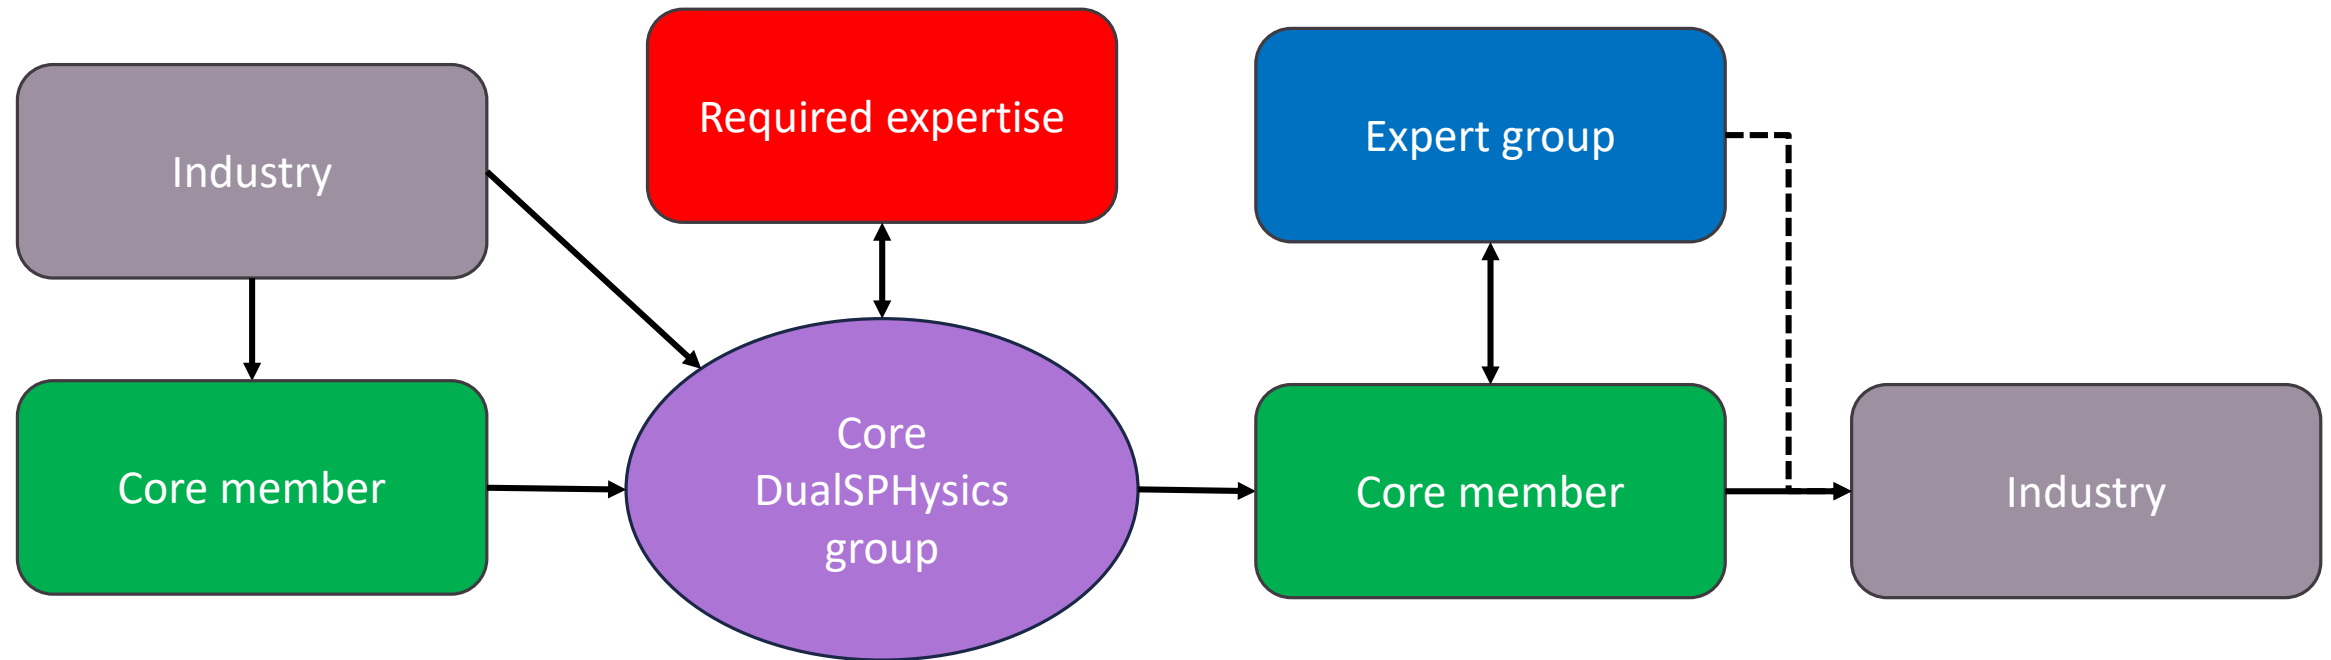 Industry
Required expertise
Expert group
Core member
Core
DualSPHysics
group
Core member
Industry